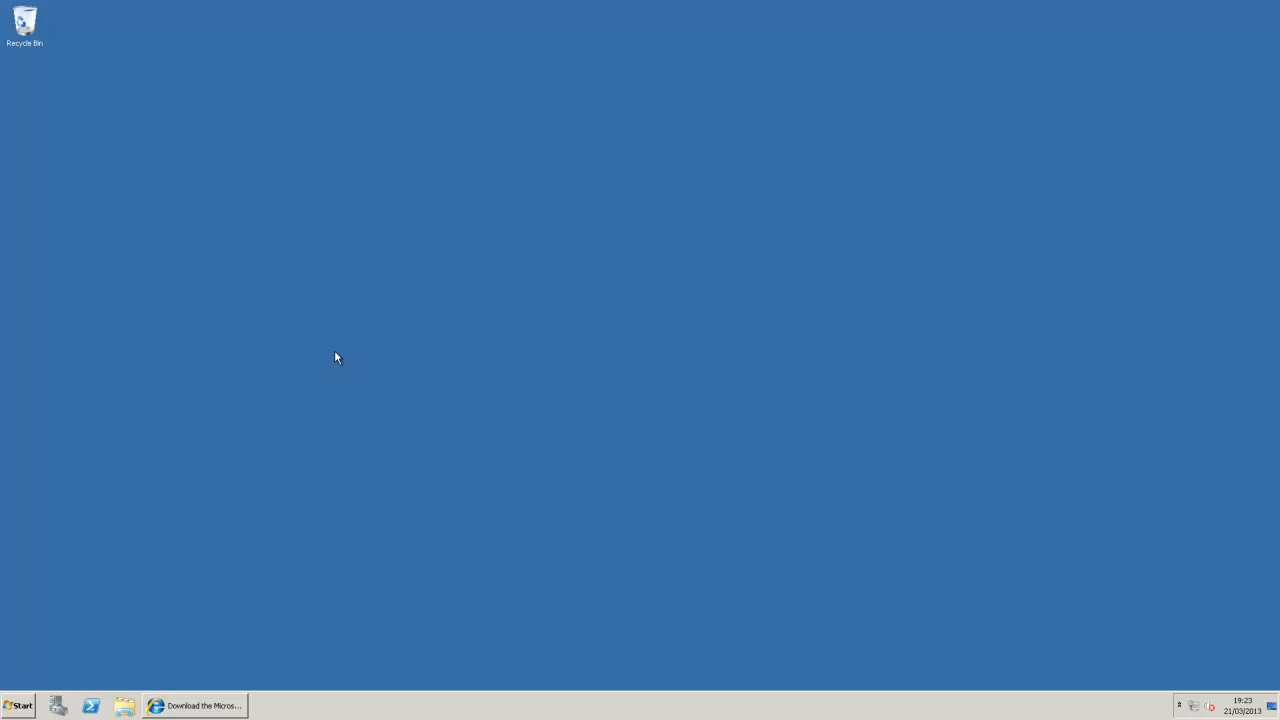 Recycle Bin
Start
Download the Micros...
19:23
21/03/2013